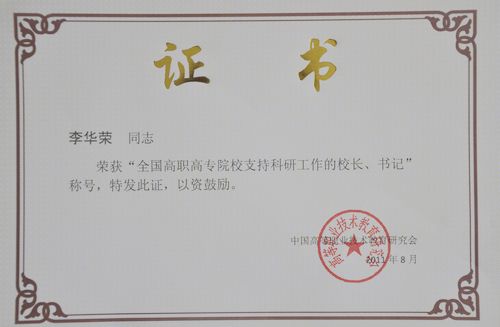 证 书
李华荣 同志
荣获“全国高职高专院校支持科研工作的校长、书记”
称号，特发此证，以资鼓励。
中国高等职业技术教育研究会
2011年8月